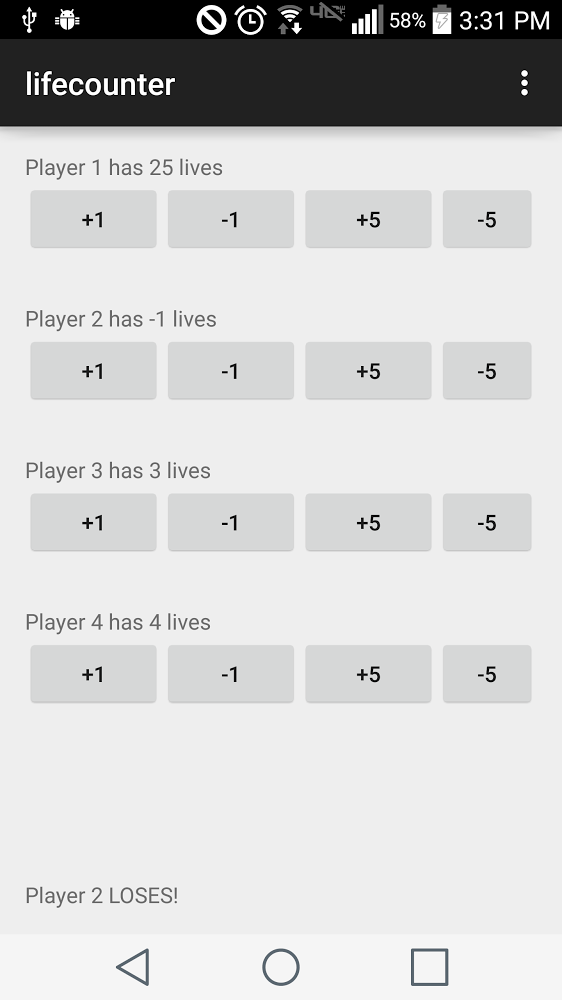 58% 3:31 PM
lifecounter
Player 1 has 25 lives
+1 -1 +5 -5
Player 2 has -1 lives
+1 -1 +5 -5
Player 3 has 3 lives
+1 -1 +5 -5
Player 4 has 4 lives
+1 -1 +5 -5
Player 2 LOSES!